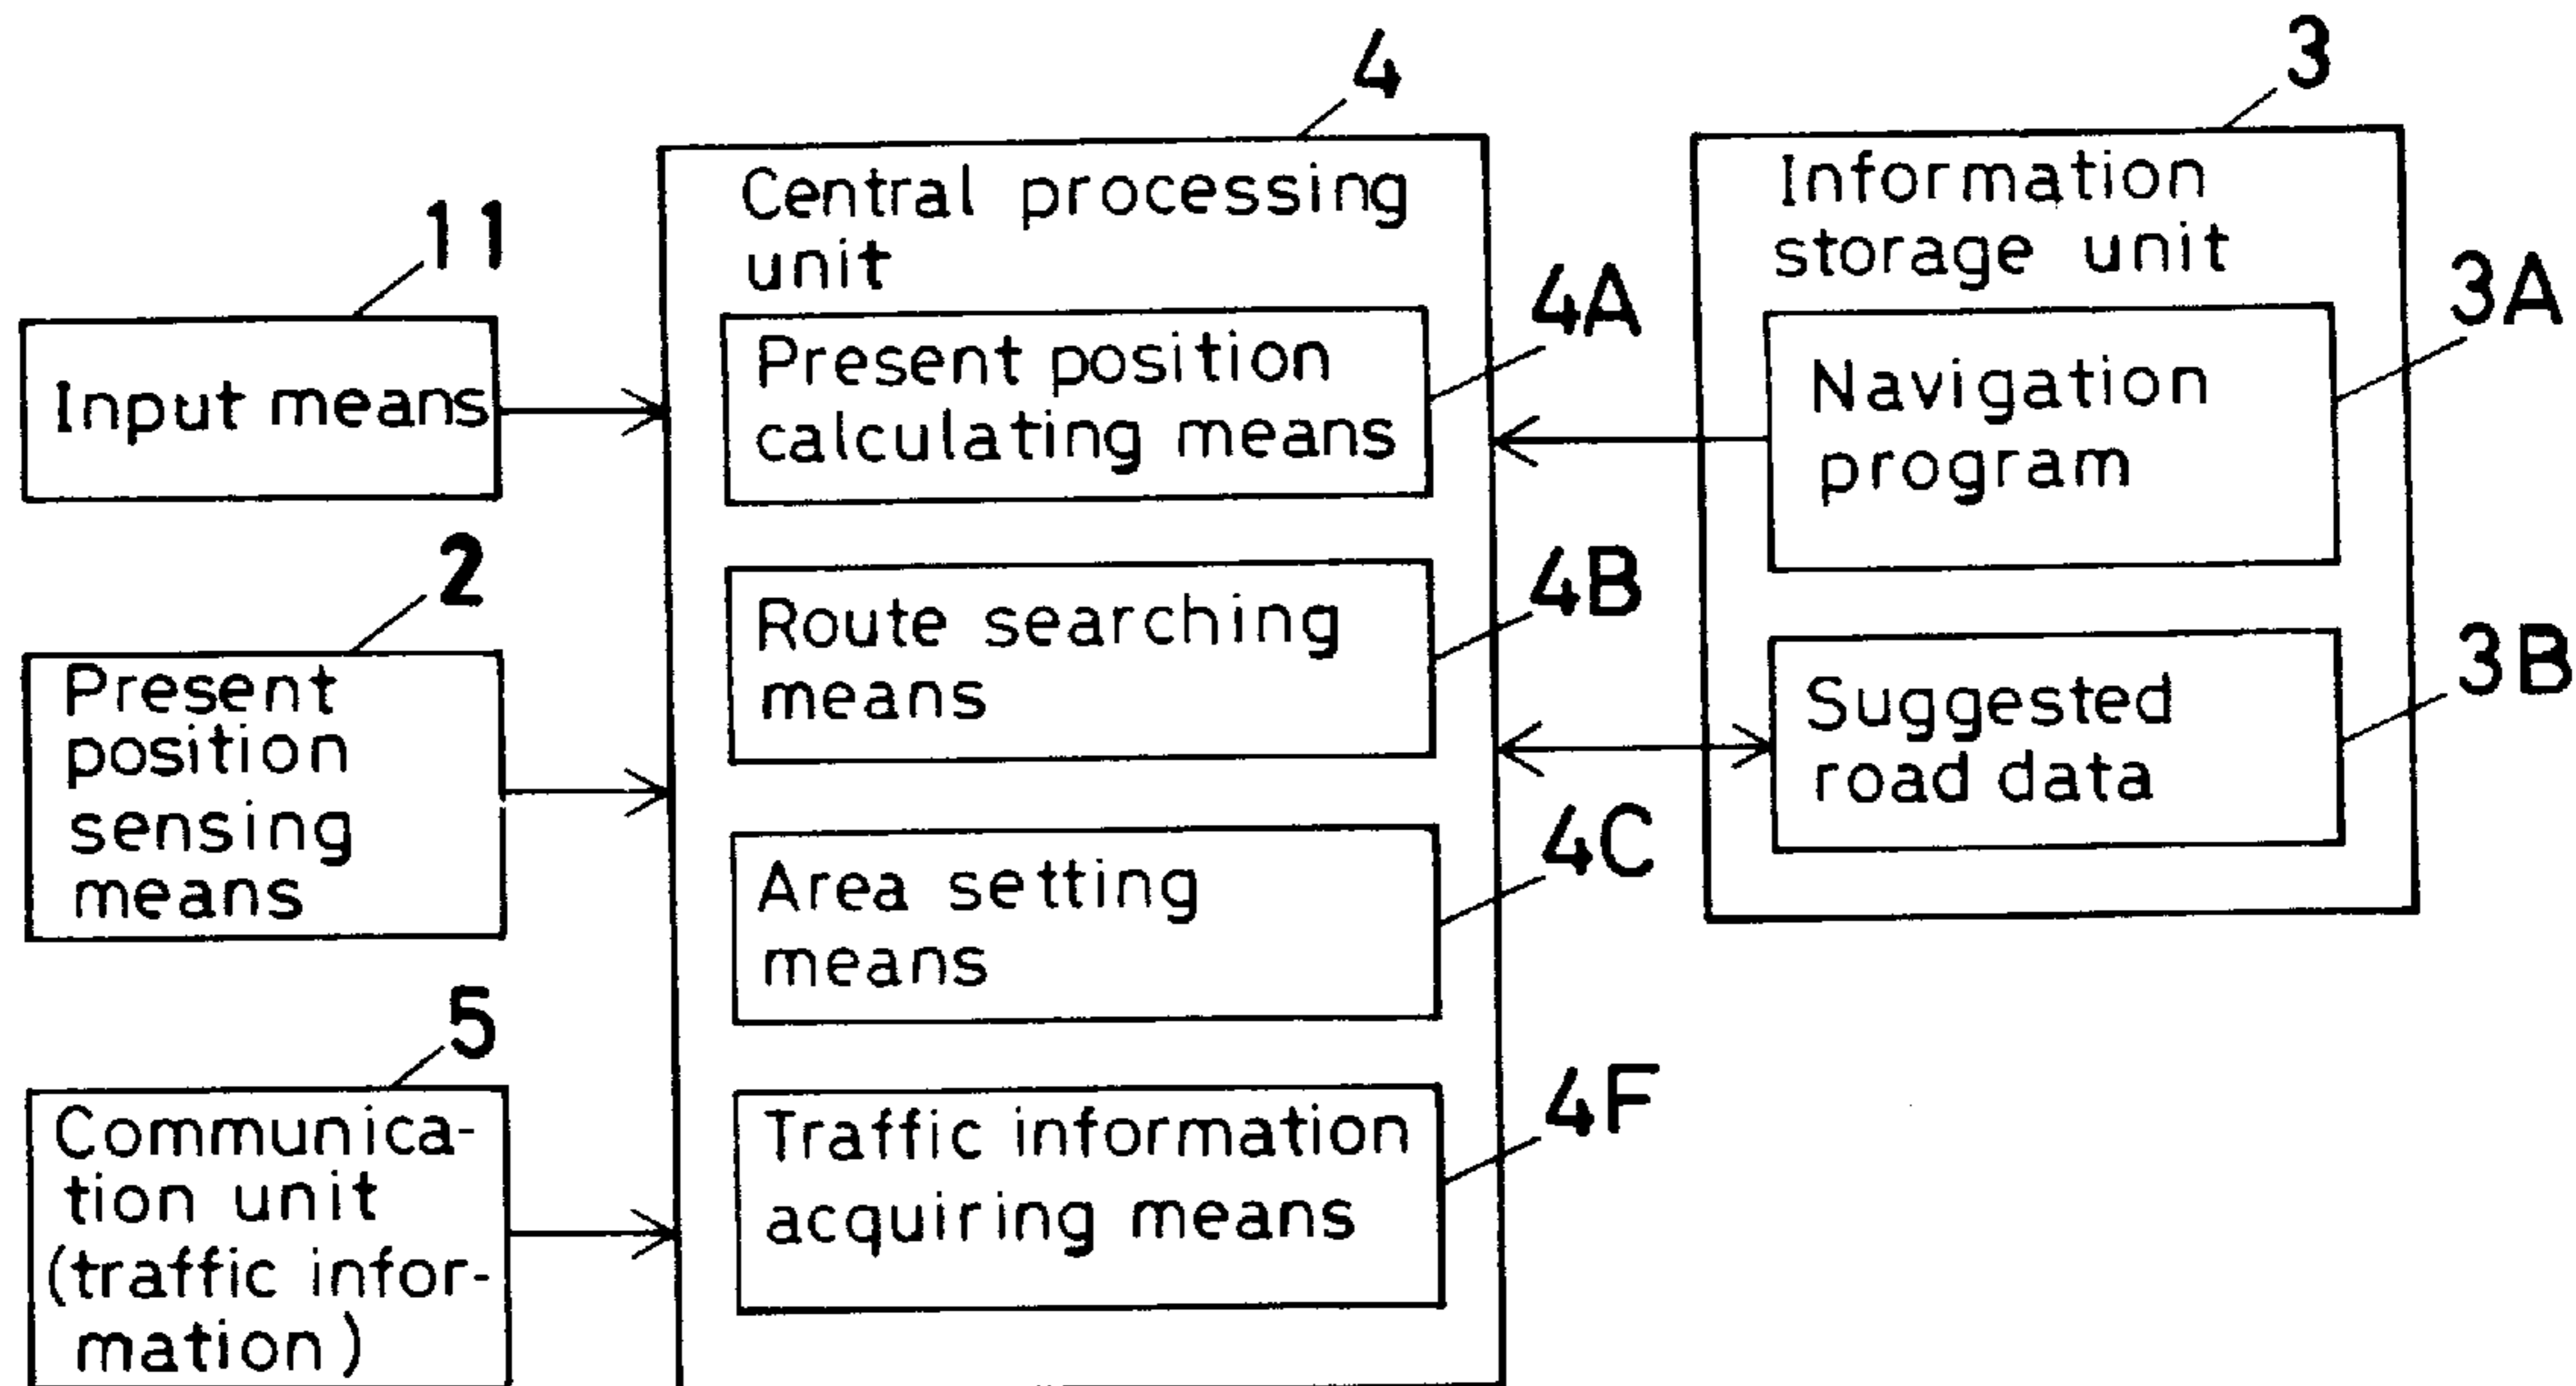 11
Input means
2
Present
position
sensing
means
5
Communica-
tion unit
(traffic infor-
mation)
4
Central processing
unit
4A
Present position
calculating means
4B
Route searching
means
4C
Area setting
means
4F
Traffic information
acquiring means
3
Information
storage unit
3A
Navigation
program
3B
Suggested
road data